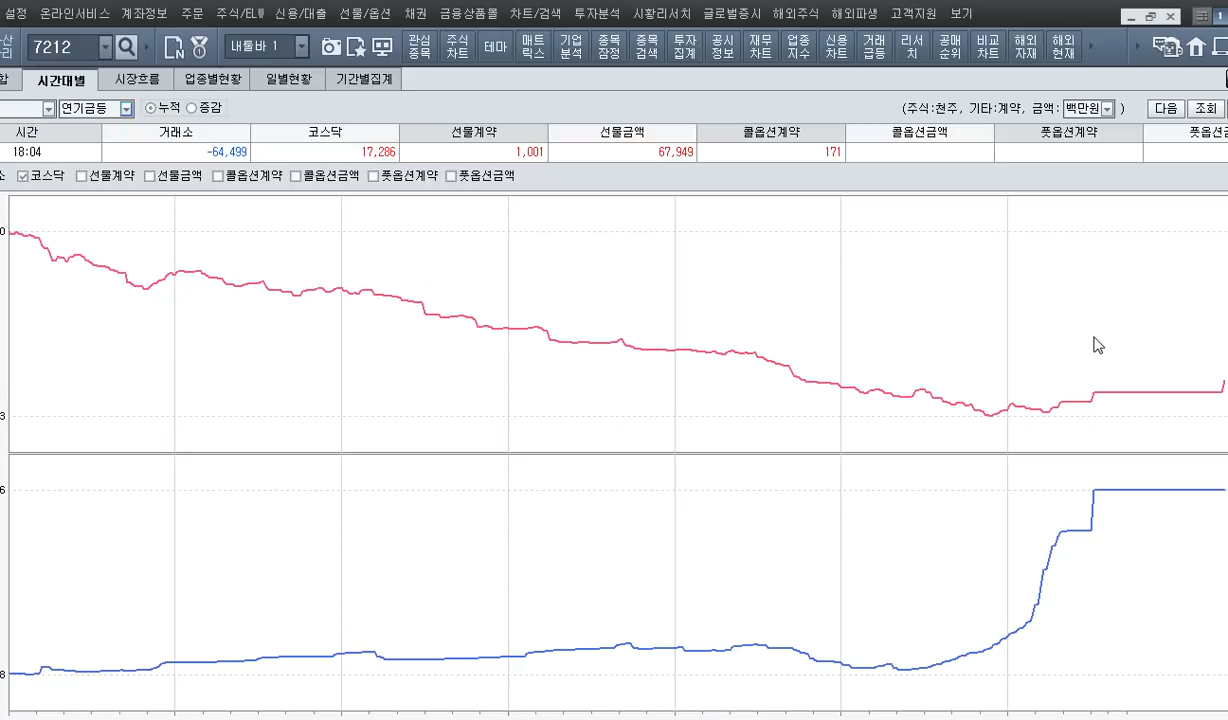 설정 온라인서비스 계좌정보 주문 주식/ELW 신용/대출 선물/옵션 채권 금융상품몰 차트/검색 투자분석 시황리서치 글로벌증시 해외주식 해외파생 고객지원 보기
7212 내툴바 1 관심종목 주식차트 테마 매트릭스 기업분석 종목잠정 종목검색 투자집계 공시정보 재무차트 업종지수 신용차트 거래급등 리서치 공매순위 비교차트 해외자재 해외현재
합 시간대별 시장흐름 업종별현황 일별현황 기간별집계
연기금등 누적 증감 (주식:천주, 기타:계약, 금액: 백만원 ) 다음 조회
시간 거래소 코스닥 선물계약 선물금액 콜옵션계약 콜옵션금액 풋옵션계약 풋옵션금
18:04 -64,499 17,286 1,001 67,949 171
소 코스닥 선물계약 선물금액 콜옵션계약 콜옵션금액 풋옵션계약 풋옵션금액
0
3
6
8